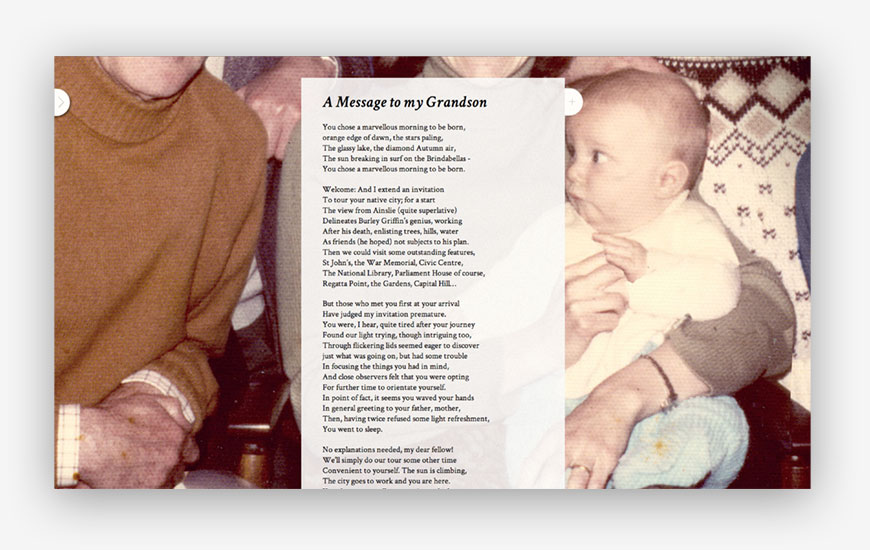 A Message to my Grandson
You chose a marvellous morning to be born,
orange edge of dawn, the stars paling,
The glassy lake, the diamond Autumn air,
The sun breaking in surf on the Brindabellas -
You chose a marvellous morning to be born.
Welcome: And I extend an invitation
To tour your native city; for a start
The view from Ainslie (quite superlative)
Delineates Burley Griffin's genius, working
After his death, enlisting trees, hills, water
As friends (he hoped) not subjects to his plan.
Then we could visit some outstanding features,
St John's, the War Memorial, Civic Centre,
The National Library, Parliament House of course,
Regatta Point, the Gardens, Capital Hill...
But those who met you first at your arrival
Have judged my invitation premature.
You were, I hear, quite tired after your journey
Found our light trying, though intriguing too,
Through flickering lids seemed eager to discover
just what was going on, but had some trouble
In focusing the things you had in mind,
And close observers felt that you were opting
For further time to orientate yourself.
In point of fact, it seems you waved your hands
In general greeting to your father, mother,
Then, having twice refused some light refreshment,
You went to sleep.
No explanations needed, my dear fellow!
We'll simply do our tour some other time
Convenient to yourself. The sun is climbing,
The city goes to work and you are here.